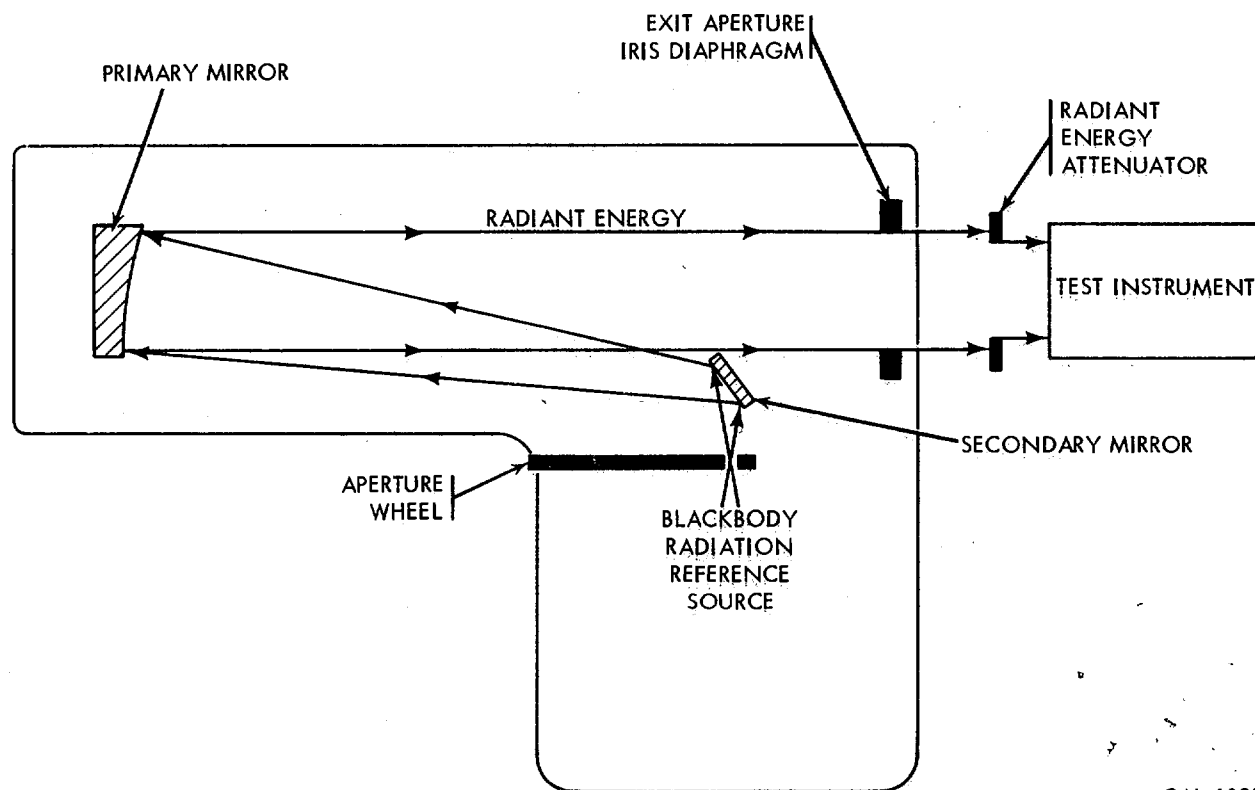 EXIT APERTURE
IRIS DIAPHRAGM
PRIMARY MIRROR
RADIANT
ENERGY
ATTENUATOR
RADIANT ENERGY
TEST INSTRUMENT
SECONDARY MIRROR
APERTURE
WHEEL
BLACKBODY
RADIATION
REFERENCE
SOURCE